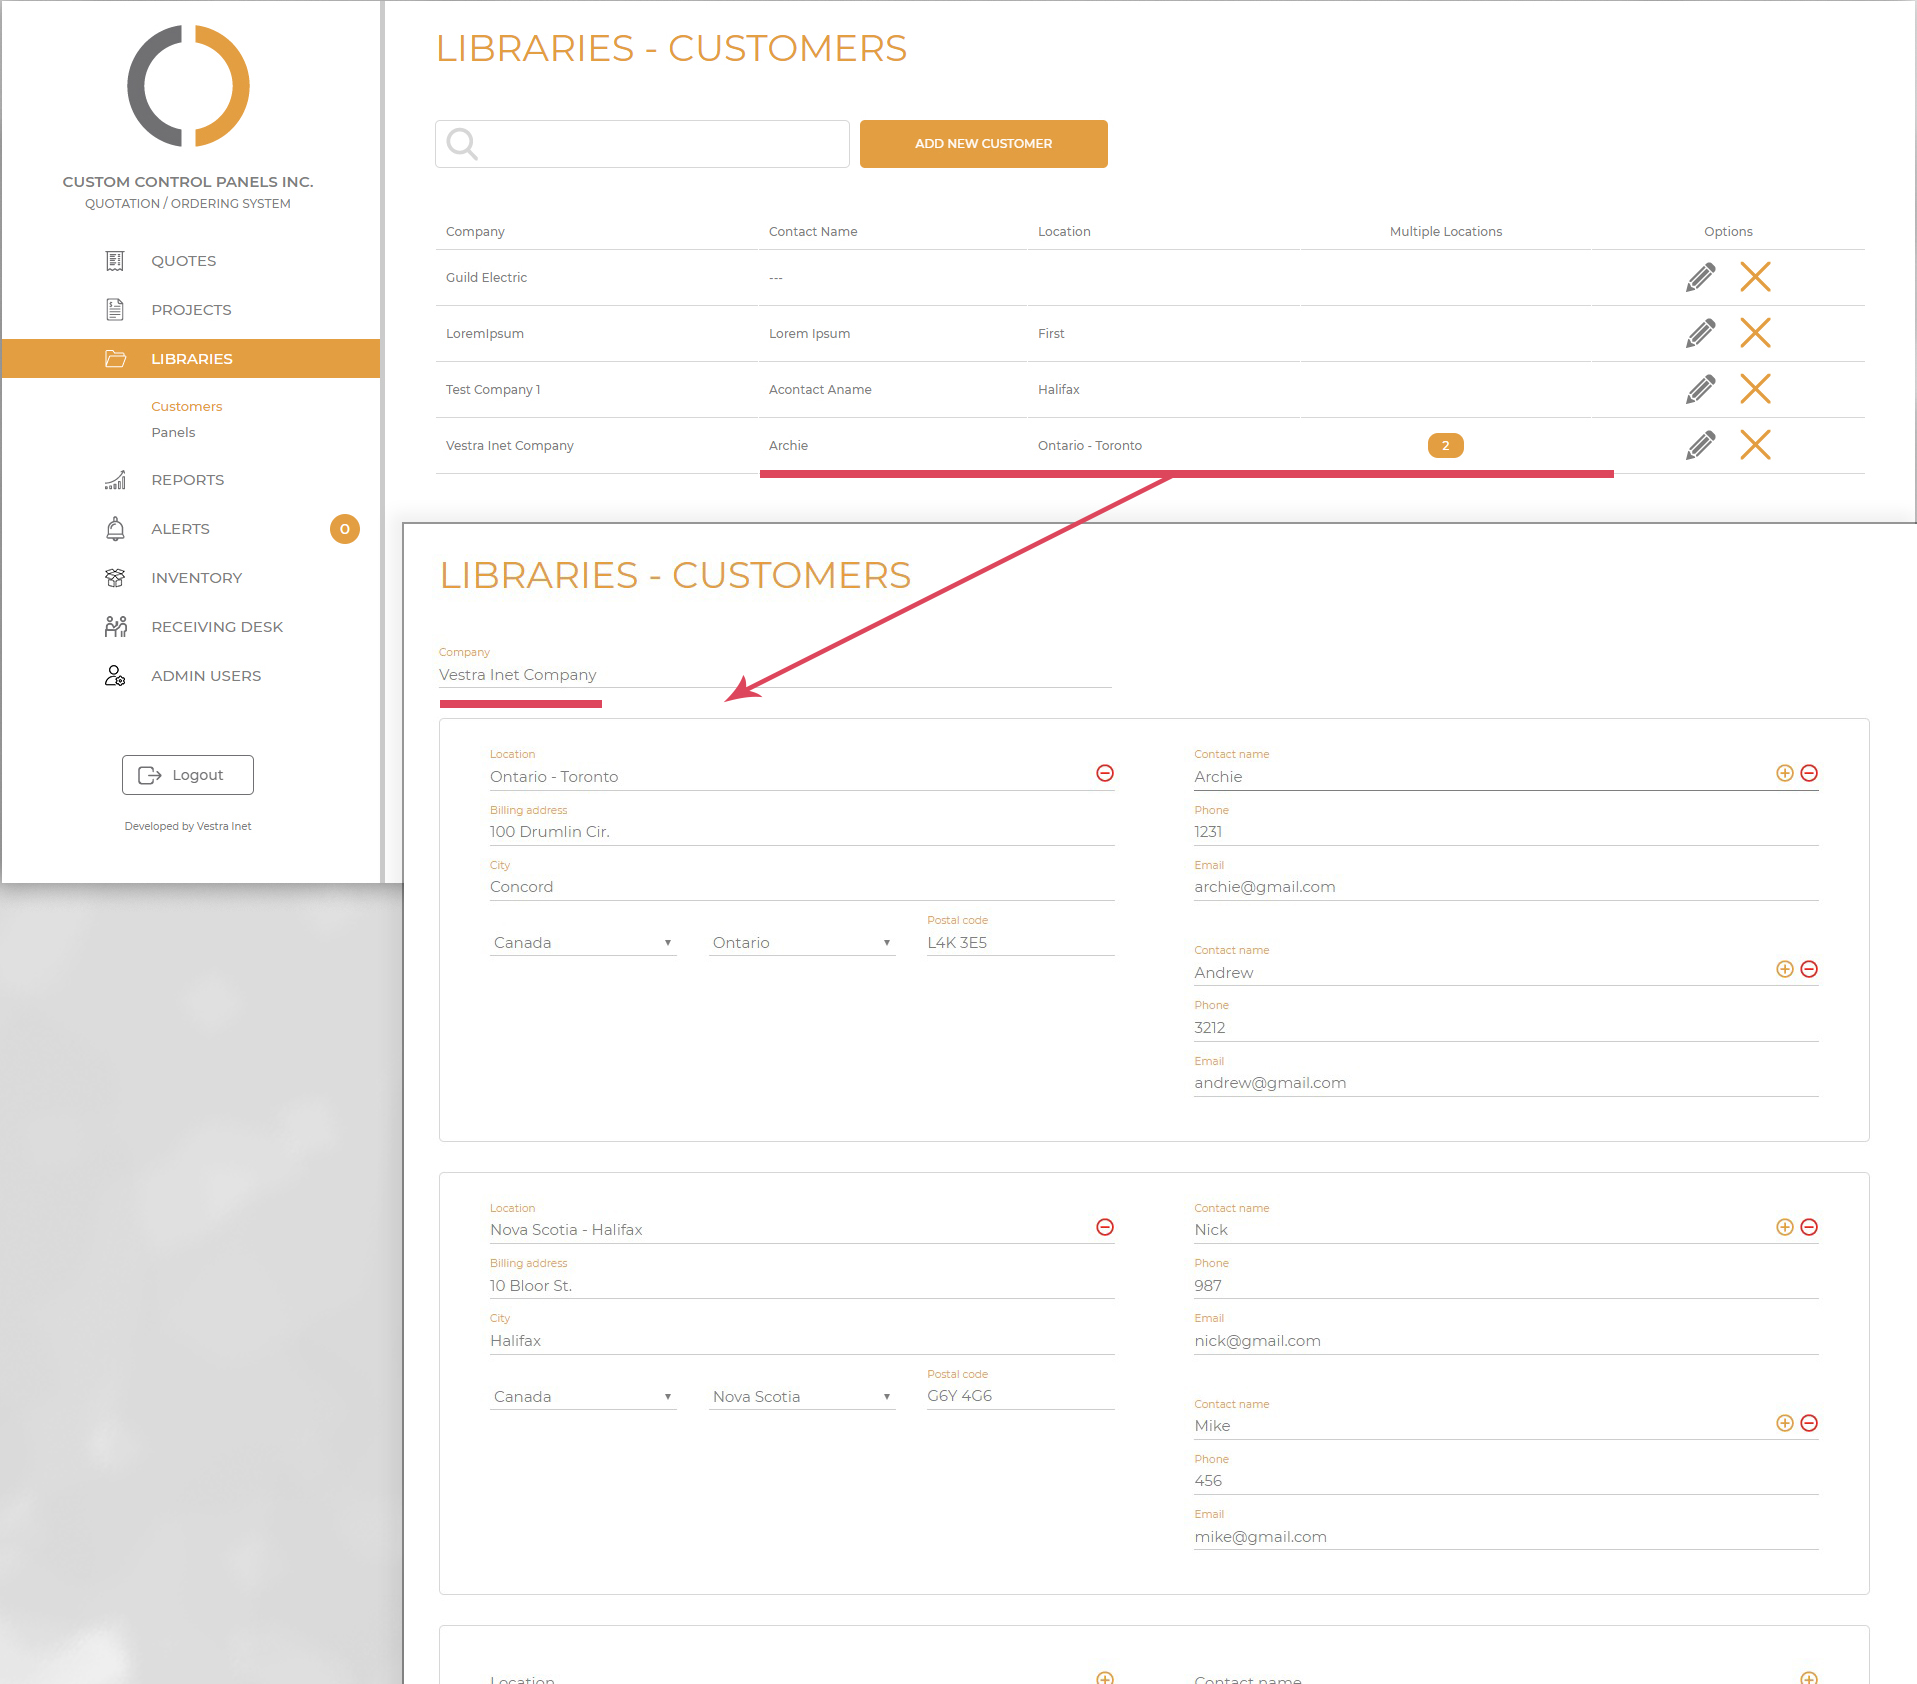 CUSTOM CONTROL PANELS INC.
QUOTATION / ORDERING SYSTEM
QUOTES
PROJECTS
LIBRARIES
Customers
Panels
REPORTS
ALERTS 0
INVENTORY
RECEIVING DESK
ADMIN USERS
Logout
Developed by Vestra Inet
LIBRARIES - CUSTOMERS
ADD NEW CUSTOMER
Company Contact Name Location Multiple Locations Options
Guild Electric ---
LoremIpsum Lorem Ipsum First
Test Company 1 Acontact Aname Halifax
Vestra Inet Company Archie Ontario - Toronto 2
LIBRARIES - CUSTOMERS
Company
Vestra Inet Company
Location
Ontario - Toronto
Billing address
100 Drumlin Cir.
City
Concord
Postal code
Canada Ontario L4K 3E5
Contact name
Archie
Phone
1231
Email
archie@gmail.com
Contact name
Andrew
Phone
3212
Email
andrew@gmail.com
Location
Nova Scotia - Halifax
Billing address
10 Bloor St.
City
Halifax
Postal code
Canada Nova Scotia G6Y 4G6
Contact name
Nick
Phone
987
Email
nick@gmail.com
Contact name
Mike
Phone
456
Email
mike@gmail.com
Location
Contact name